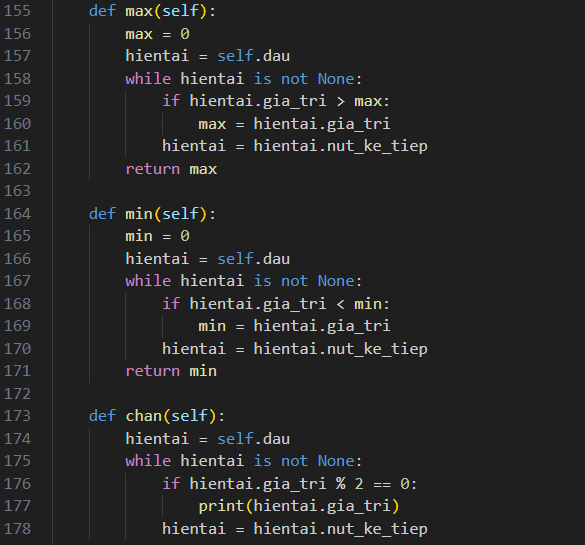 155 def max(self):
156 max = 0
157 hientai = self.dau
158 while hientai is not None:
159 if hientai.gia_tri > max:
160 max = hientai.gia_tri
161 hientai = hientai.nut_ke_tiep
162 return max
163
164 def min(self):
165 min = 0
166 hientai = self.dau
167 while hientai is not None:
168 if hientai.gia_tri < min:
169 min = hientai.gia_tri
170 hientai = hientai.nut_ke_tiep
171 return min
172
173 def chan(self):
174 hientai = self.dau
175 while hientai is not None:
176 if hientai.gia_tri % 2 == 0:
177 print(hientai.gia_tri)
178 hientai = hientai.nut_ke_tiep